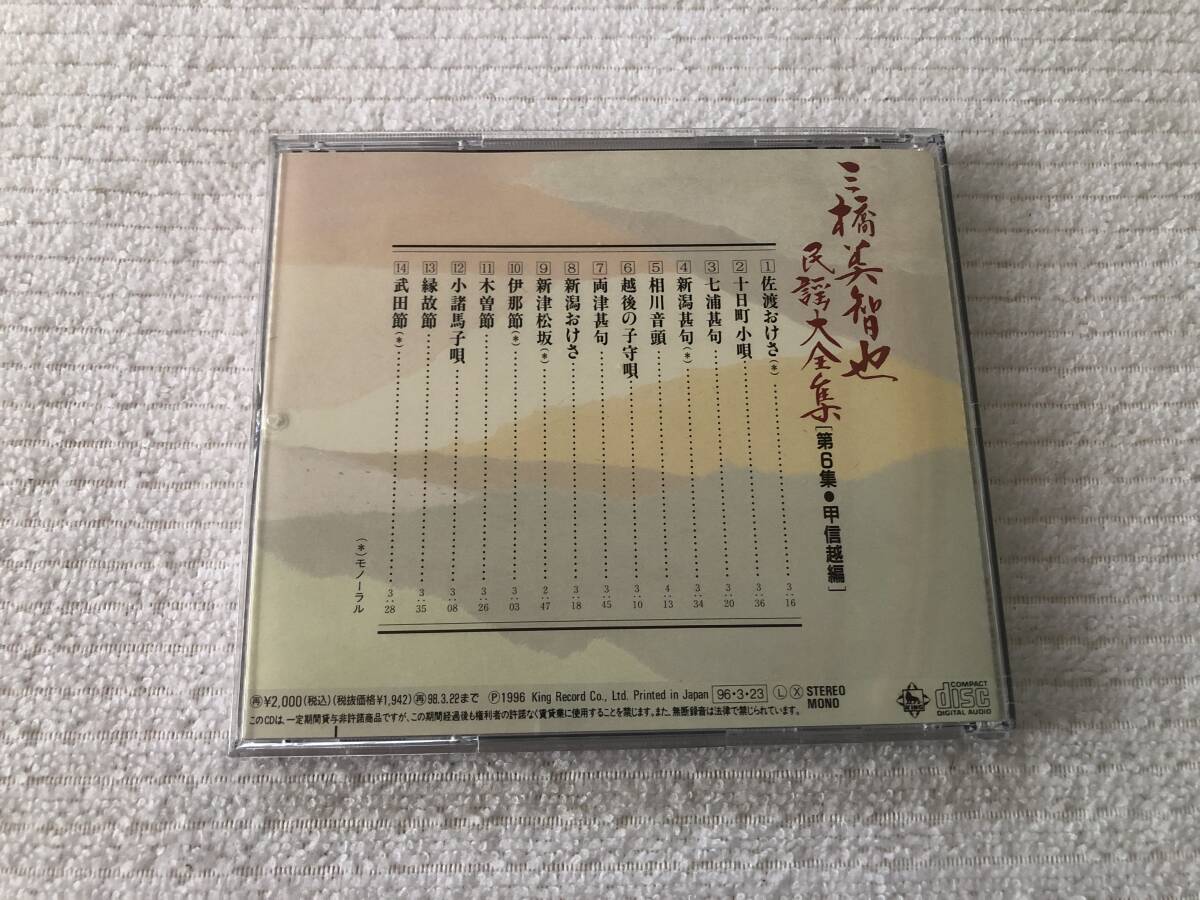 三橋美智也
民謡大全集[第6集●甲信越編]
1 佐渡おけさ(＊)……3:16
2 十日町小唄……3:36
3 七浦甚句……3:20
4 新潟甚句(＊)……3:34
5 相川音頭……4:13
6 越後の子守唄……3:10
7 両津甚句……3:45
8 新潟おけさ……3:18
9 新津松坂(＊)……2:47
10 伊那節(＊)……3:03
11 木曽節……3:26
12 小諸馬子唄……3:08
13 縁故節……3:35
14 武田節(＊)……3:28
(＊)モノーラル
再¥2,000(税込)(税抜価格¥1,942)再98.3.22まで Ⓟ1996 King Record Co., Ltd. Printed in Japan 96・3・23 Ⓛ Ⓧ STEREO MONO
このCDは、一定期間貸与非許諾商品ですが、この期間経過後も権利者の許諾なく賃貸業に使用することを禁じます。また、無断録音は法律で禁じられています。
KING
COMPACT
disc
DIGITAL AUDIO